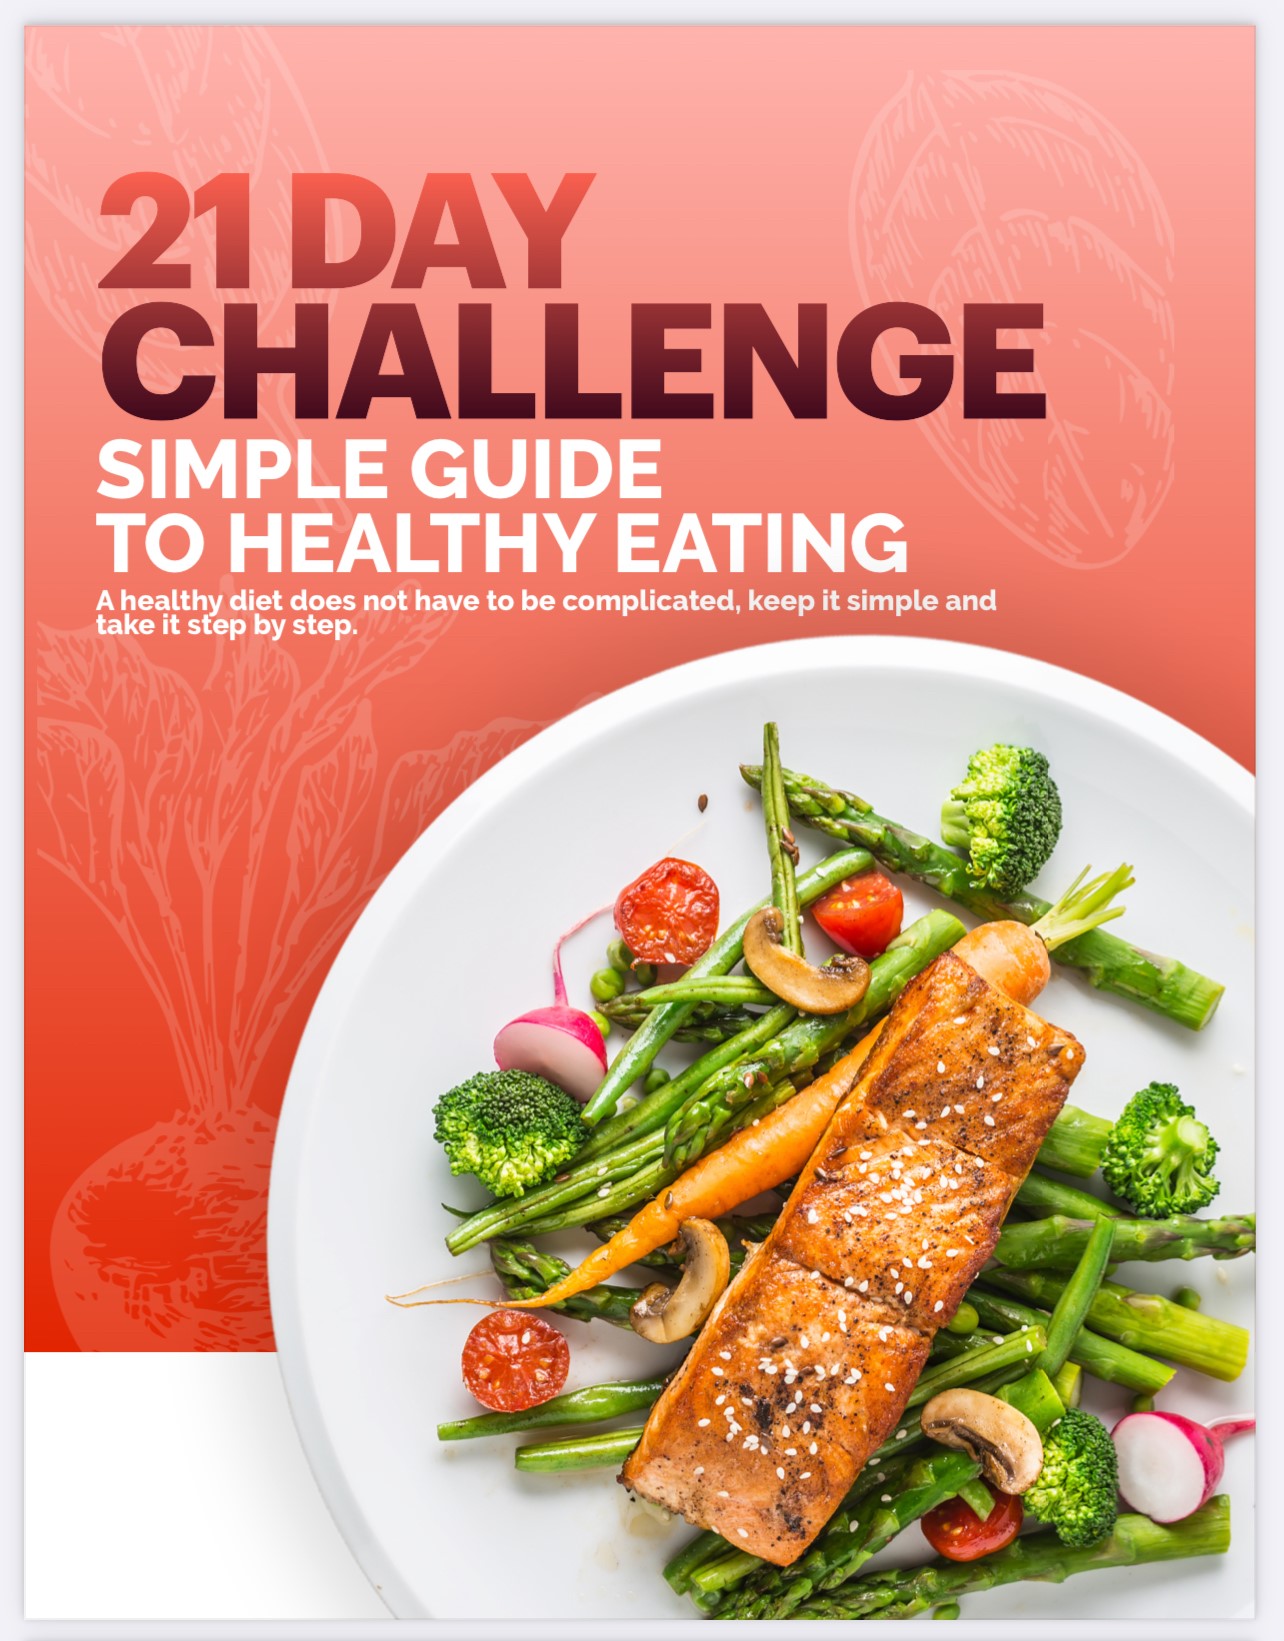 21 DAY
CHALLENGE
SIMPLE GUIDE
TO HEALTHY EATING
A healthy diet does not have to be complicated, keep it simple and
take it step by step.